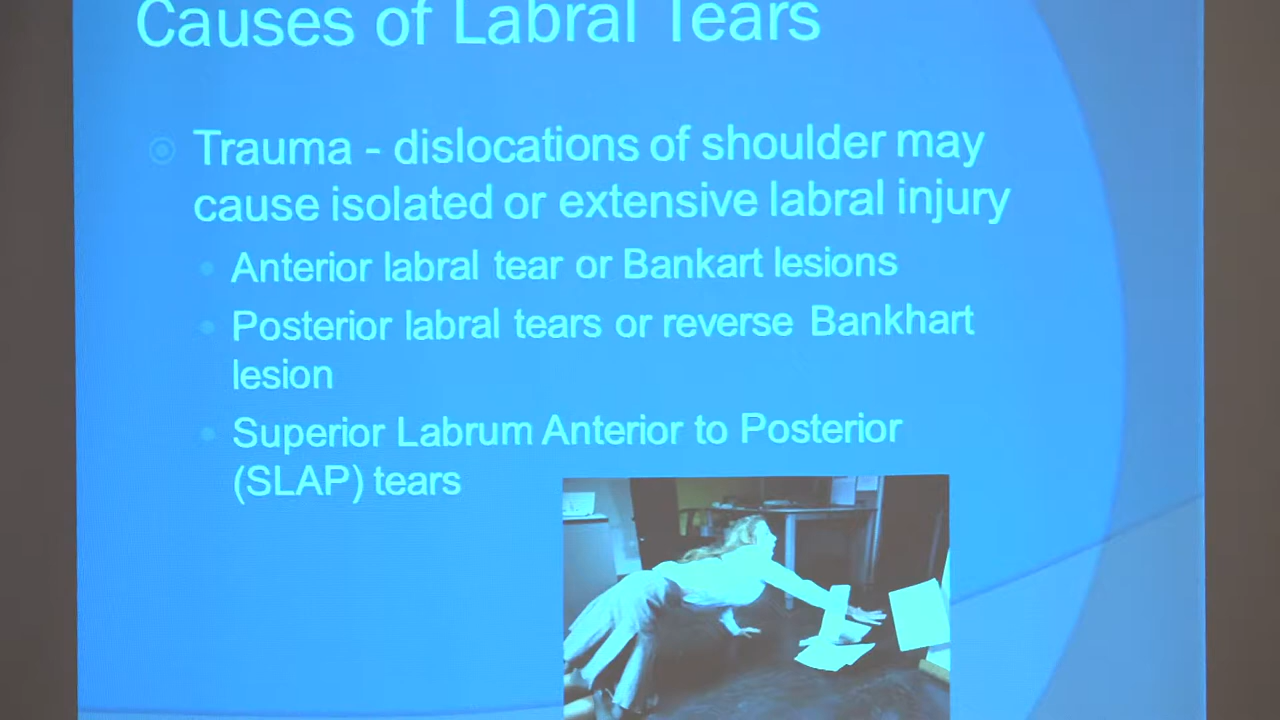 Causes of Labral Tears
Trauma - dislocations of shoulder may
cause isolated or extensive labral injury
Anterior labral tear or Bankart lesions
Posterior labral tears or reverse Bankhart
lesion
Superior Labrum Anterior to Posterior
(SLAP) tears